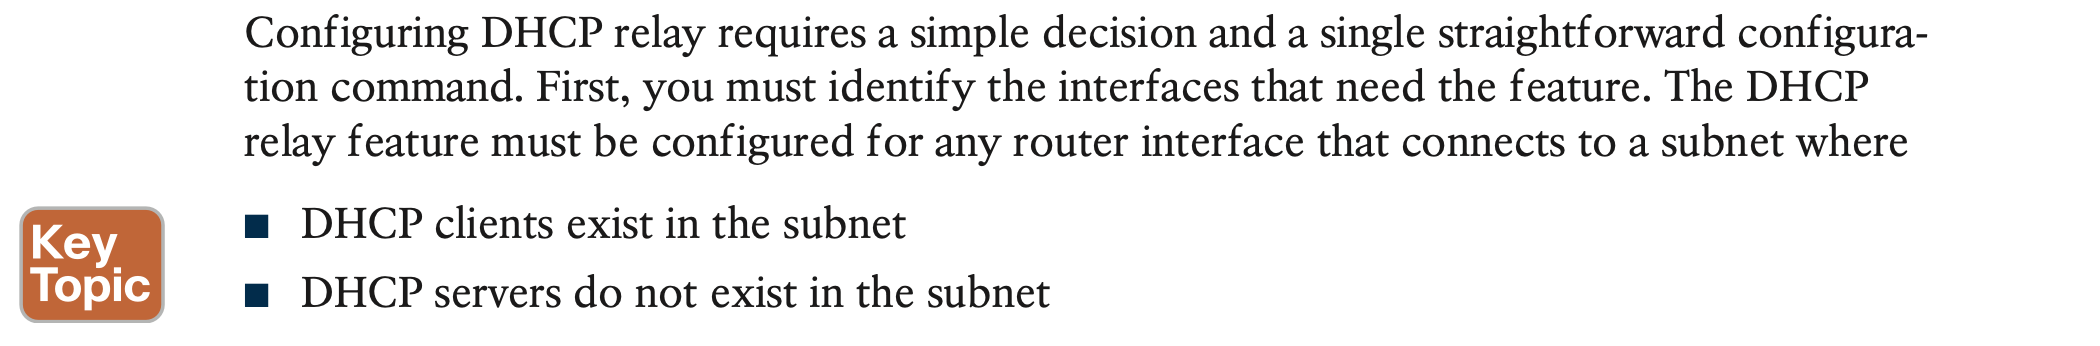 Configuring DHCP relay requires a simple decision and a single straightforward configura-
tion command. First, you must identify the interfaces that need the feature. The DHCP
relay feature must be configured for any router interface that connects to a subnet where
Key
Topic
■ DHCP clients exist in the subnet
■ DHCP servers do not exist in the subnet